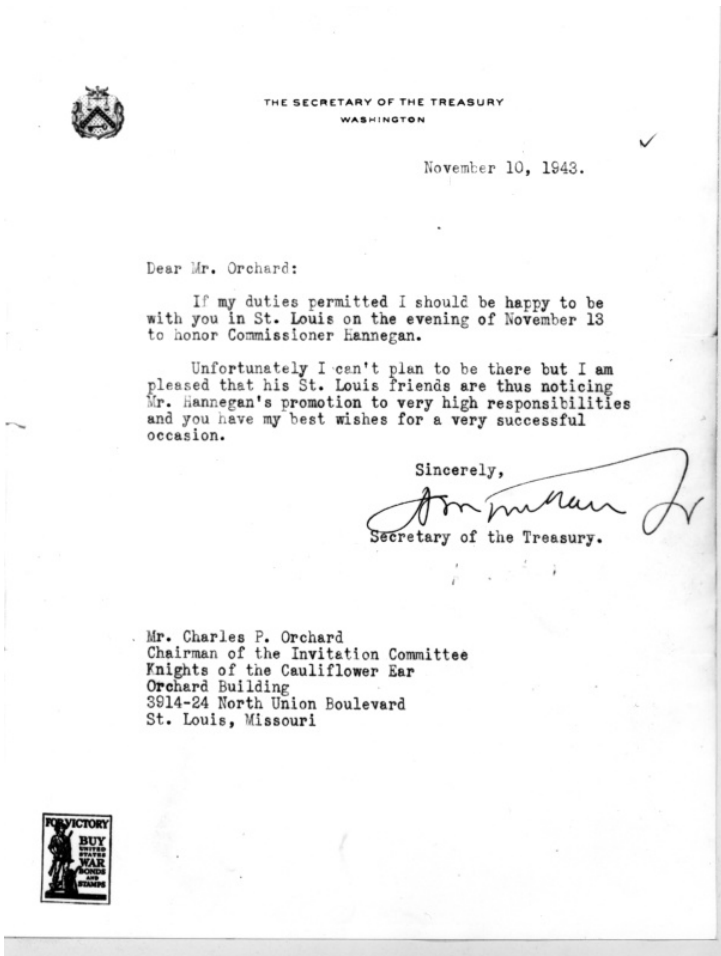 THE SECRETARY OF THE TREASURY
WASHINGTON
November 10, 1943.
Dear Mr. Orchard:
If my duties permitted I should be happy to be
with you in St. Louis on the evening of November 13
to honor Commissioner Hannegan.
Unfortunately I can't plan to be there but I am
pleased that his St. Louis friends are thus noticing
Mr. Hannegan's promotion to very high responsibilities
and you have my best wishes for a very successful
occasion.
Sincerely,
Secretary of the Treasury.
Mr. Charles P. Orchard
Chairman of the Invitation Committee
Knights of the Cauliflower Ear
Orchard Building
3914-24 North Union Boulevard
St. Louis, Missouri
FOR VICTORY
BUY
UNITED
STATES
WAR
BONDS
AND
STAMPS